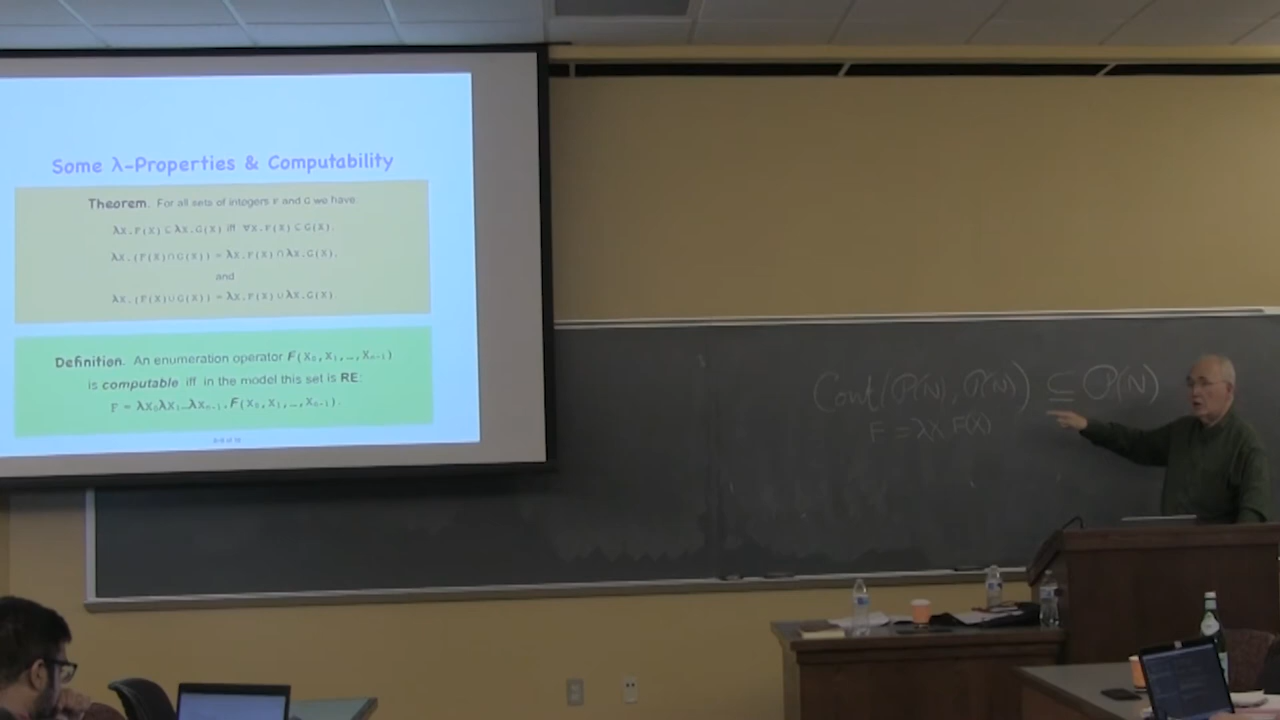 Some λ-Properties & Computability
Theorem. For all sets of integers F and G we have:
λX.F(X) ⊆ λX.G(X) iff ∀X.F(X) ⊆ G(X).
λX.(F(X)∩G(X)) = λX.F(X) ∩ λX.G(X).
and
λX.(F(X)∪G(X)) = λX.F(X) ∪ λX.G(X)
Definition. An enumeration operator F(X₀,X₁,…,Xₙ₋₁)
is computable iff in the model this set is RE:
F = λX₀λX₁…λXₙ₋₁.F(X₀,X₁,…,Xₙ₋₁).
Cont(P(N),P(N)) ⊆ P(N)
F = λX F(X)